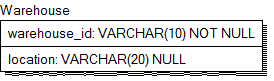 Warehouse
warehouse_id: VARCHAR(10) NOT NULL
location: VARCHAR(20) NULL